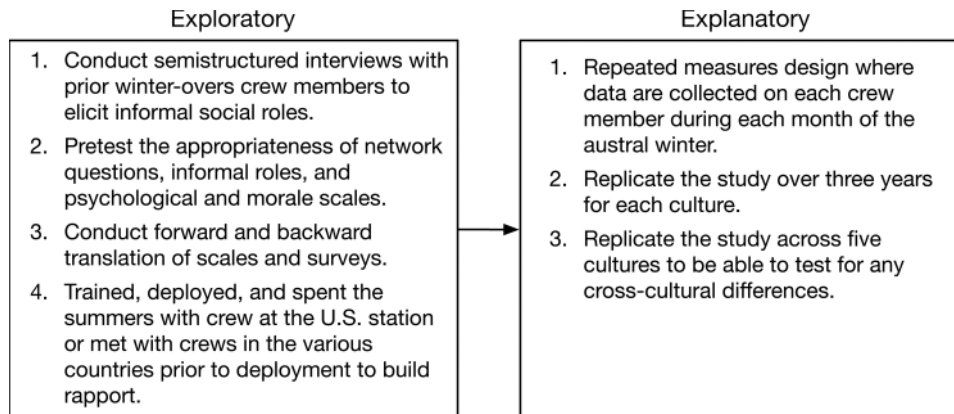 Exploratory
1. Conduct semistructured interviews with
prior winter-overs crew members to
elicit informal social roles.
2. Pretest the appropriateness of network
questions, informal roles, and
psychological and morale scales.
3. Conduct forward and backward
translation of scales and surveys.
4. Trained, deployed, and spent the
summers with crew at the U.S. station
or met with crews in the various
countries prior to deployment to build
rapport.
Explanatory
1. Repeated measures design where
data are collected on each crew
member during each month of the
austral winter.
2. Replicate the study over three years
for each culture.
3. Replicate the study across five
cultures to be able to test for any
cross-cultural differences.